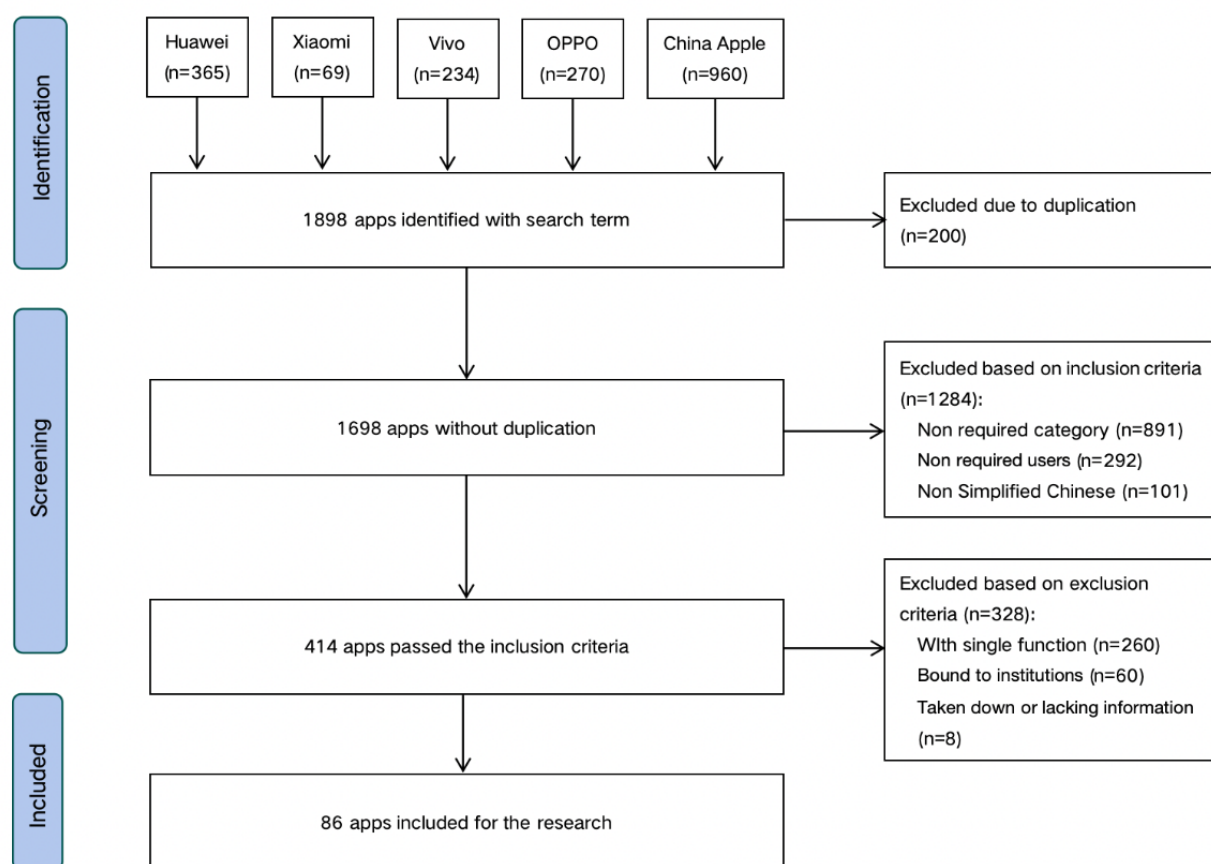 Identification
Huawei
(n=365)
Xiaomi
(n=69)
Vivo
(n=234)
OPPO
(n=270)
China Apple
(n=960)
1898 apps identified with search term
Excluded due to duplication
(n=200)
Screening
1698 apps without duplication
Excluded based on inclusion criteria
(n=1284):
Non required category (n=891)
Non required users (n=292)
Non Simplified Chinese (n=101)
414 apps passed the inclusion criteria
Excluded based on exclusion
criteria (n=328):
WIth single function (n=260)
Bound to institutions (n=60)
Taken down or lacking information
(n=8)
Included
86 apps included for the research